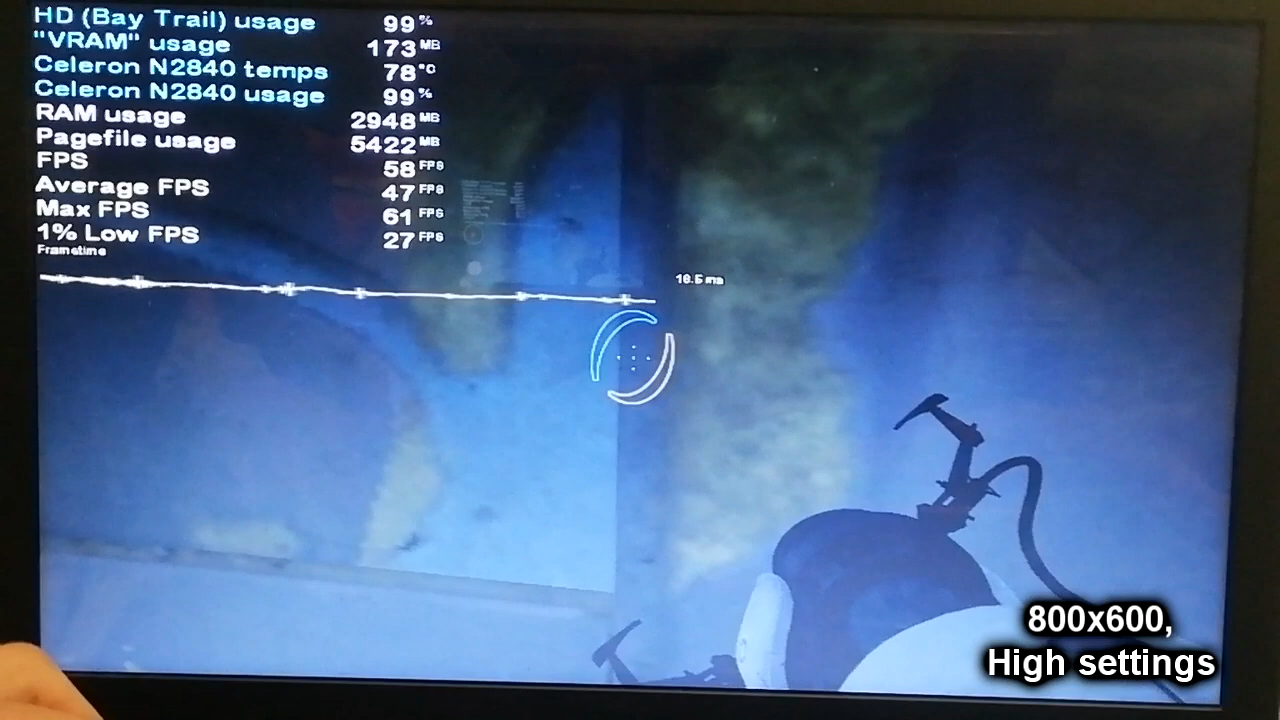 HD (Bay Trail) usage 99 %
"VRAM" usage 173 MB
Celeron N2840 temps 78 °C
Celeron N2840 usage 99 %
RAM usage 2948 MB
Pagefile usage 5422 MB
FPS 58 FPS
Average FPS 47 FPS
Max FPS 61 FPS
1% Low FPS 27 FPS
Frametime
16.5 ms
800x600,
High settings